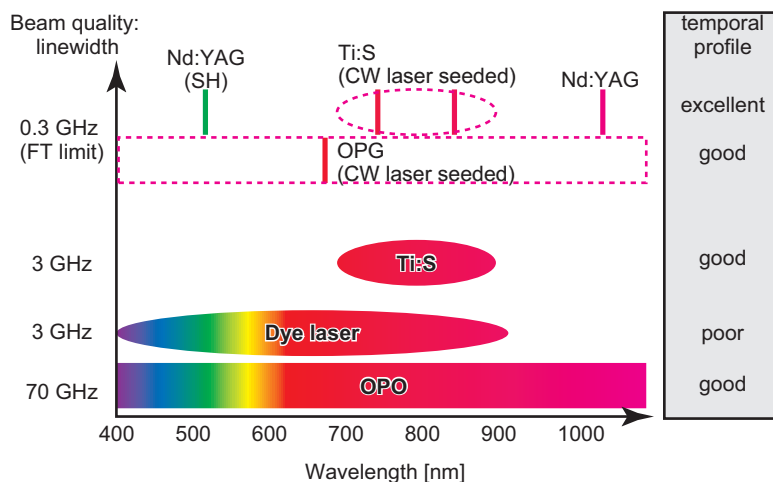 Beam quality:
linewidth
temporal
profile
Nd:YAG
(SH)
Ti:S
(CW laser seeded)
Nd:YAG
excellent
0.3 GHz
(FT limit)
OPG
(CW laser seeded)
good
3 GHz
Ti:S
good
3 GHz
Dye laser
poor
70 GHz
OPO
good
400 500 600 700 800 900 1000
Wavelength [nm]